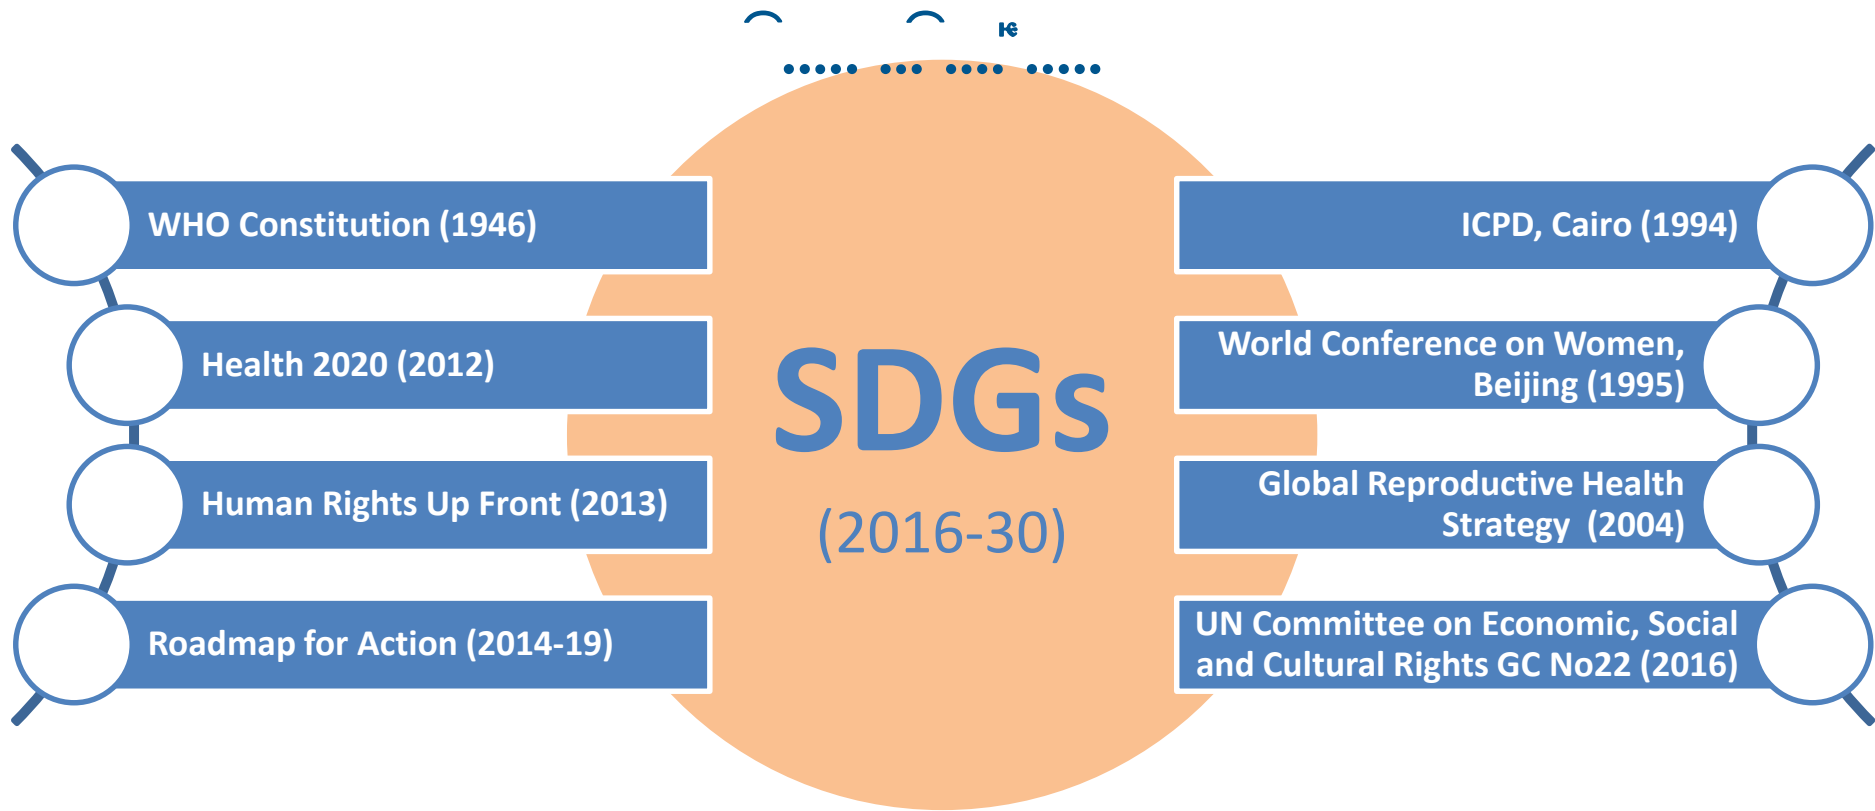 WHO Constitution (1946)
Health 2020 (2012)
Human Rights Up Front (2013)
Roadmap for Action (2014-19)
SDGs
(2016-30)
ICPD, Cairo (1994)
World Conference on Women,
Beijing (1995)
Global Reproductive Health
Strategy (2004)
UN Committee on Economic, Social
and Cultural Rights GC No22 (2016)